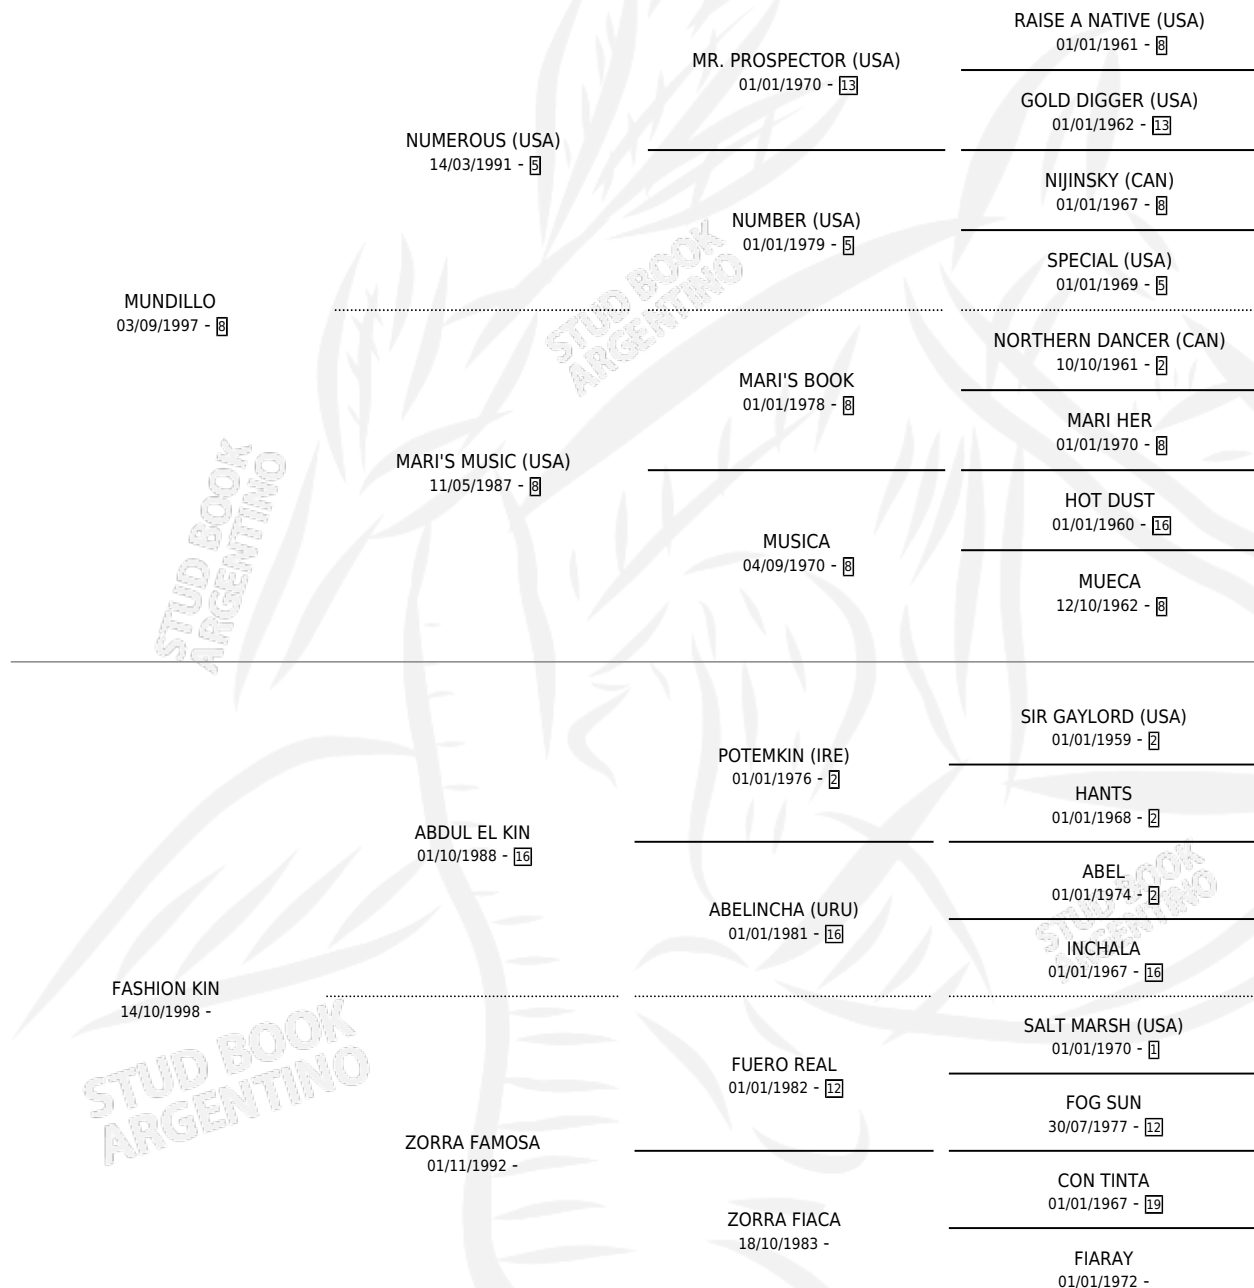 RAISE A NATIVE (USA)
01/01/1961 - 8
MR. PROSPECTOR (USA)
01/01/1970 - 13
GOLD DIGGER (USA)
01/01/1962 - 13
NUMEROUS (USA)
14/03/1991 - 5
NIJINSKY (CAN)
01/01/1967 - 8
NUMBER (USA)
01/01/1979 - 5
SPECIAL (USA)
01/01/1969 - 5
MUNDILLO
03/09/1997 - 8
NORTHERN DANCER (CAN)
10/10/1961 - 2
MARI'S BOOK
01/01/1978 - 8
MARI HER
01/01/1970 - 8
MARI'S MUSIC (USA)
11/05/1987 - 8
HOT DUST
01/01/1960 - 16
MUSICA
04/09/1970 - 8
MUECA
12/10/1962 - 8
SIR GAYLORD (USA)
01/01/1959 - 2
POTEMKIN (IRE)
01/01/1976 - 2
HANTS
01/01/1968 - 2
ABDUL EL KIN
01/10/1988 - 16
ABEL
01/01/1974 - 2
ABELINCHA (URU)
01/01/1981 - 16
INCHALA
01/01/1967 - 16
FASHION KIN
14/10/1998 -
SALT MARSH (USA)
01/01/1970 - 1
FUERO REAL
01/01/1982 - 12
FOG SUN
30/07/1977 - 12
ZORRA FAMOSA
01/11/1992 -
CON TINTA
01/01/1967 - 19
ZORRA FIACA
18/10/1983 -
FIARAY
01/01/1972 -
STUD BOOK
ARGENTINO
STUD BOOK
ARGENTINO
STUD BOOK
ARGENTINO
STUD BOOK
ARGENTINO